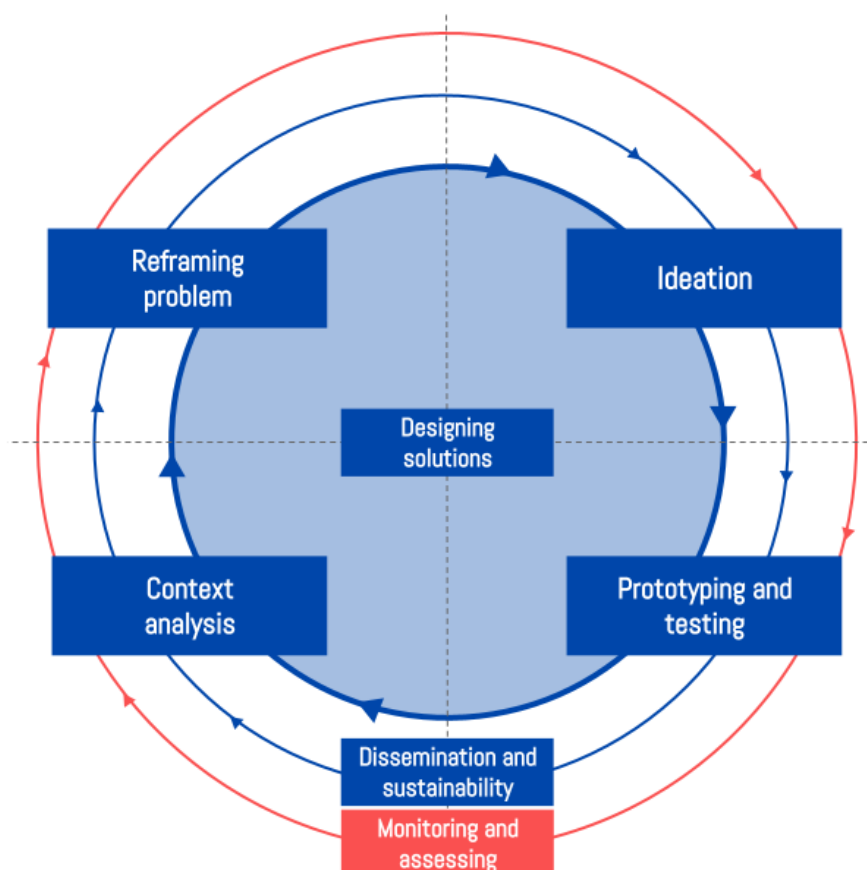 Reframing
problem
Ideation
Designing
solutions
Context
analysis
Prototyping and
testing
Dissemination and
sustainability
Monitoring and
assessing